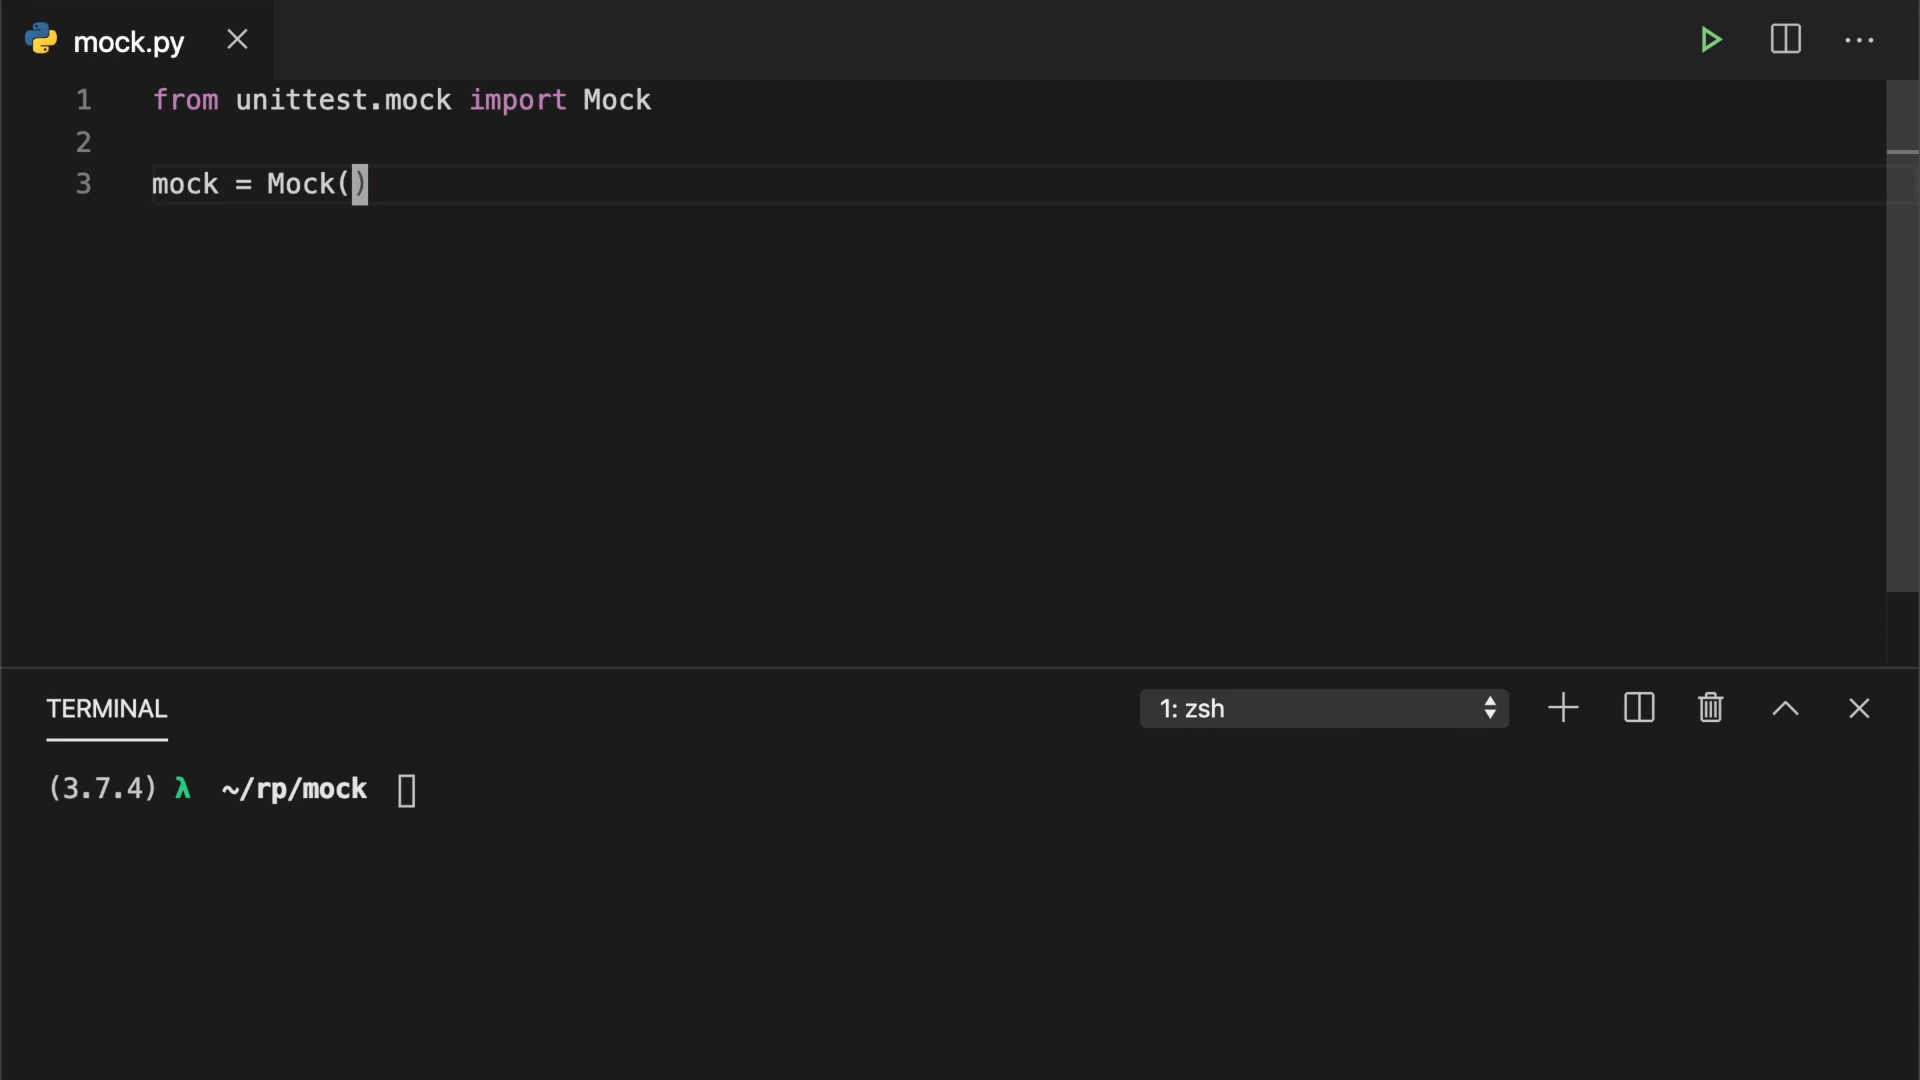 mock.py
1 from unittest.mock import Mock
2
3 mock = Mock()
TERMINAL
1: zsh
(3.7.4) λ ~/rp/mock